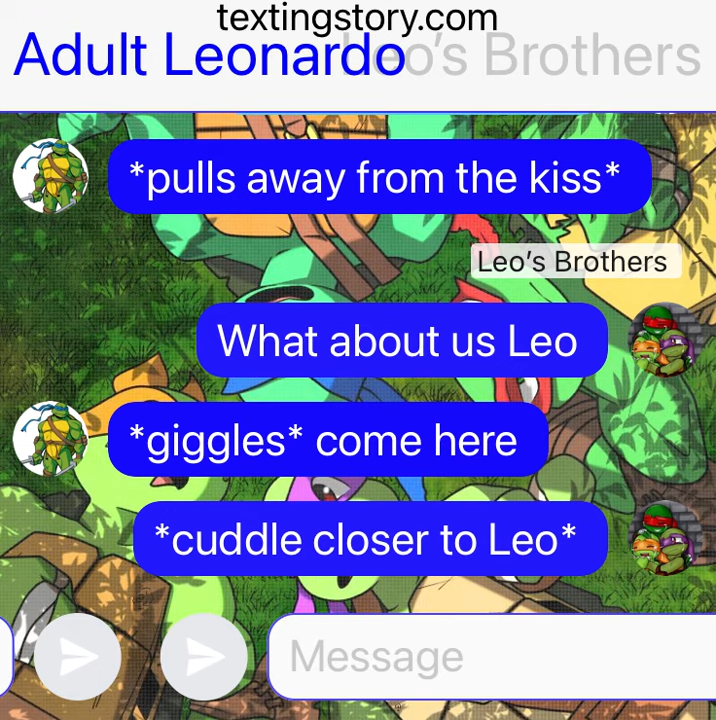 textingstory.com
Adult Leonardo Leo's Brothers
*pulls away from the kiss*
Leo's Brothers
What about us Leo
*giggles* come here
*cuddle closer to Leo*
Message